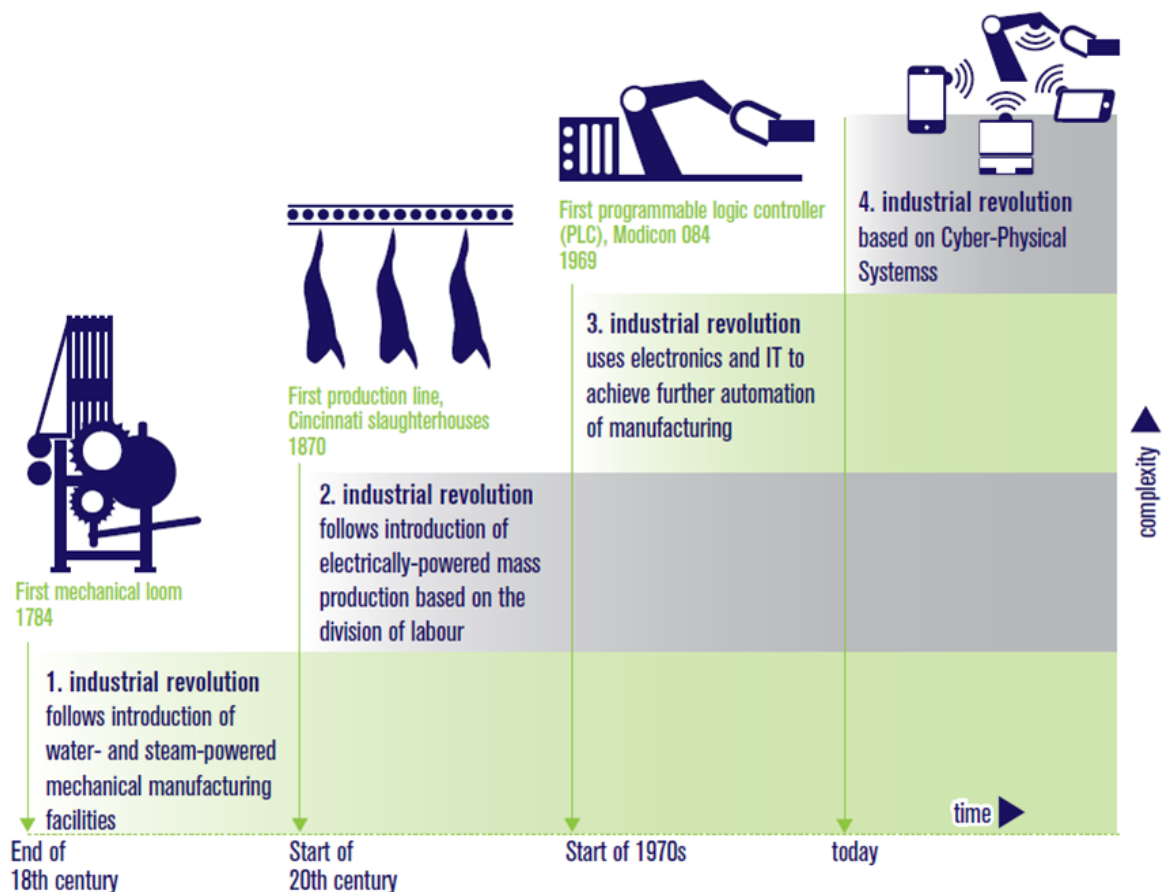 4. industrial revolution
based on Cyber-Physical
Systemss
First programmable logic controller
(PLC), Modicon 084
1969
3. industrial revolution
uses electronics and IT to
achieve further automation
of manufacturing
First production line,
Cincinnati slaughterhouses
1870
2. industrial revolution
follows introduction of
electrically-powered mass
production based on the
division of labour
First mechanical loom
1784
1. industrial revolution
follows introduction of
water- and steam-powered
mechanical manufacturing
facilities
complexity
time
End of
18th century
Start of
20th century
Start of 1970s
today